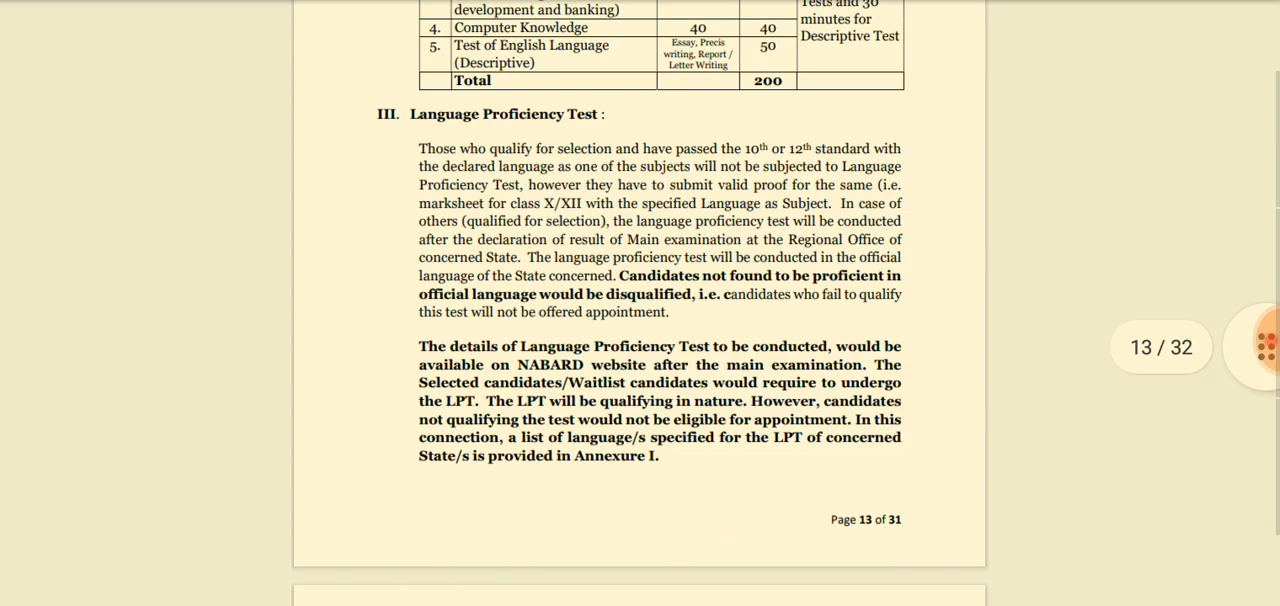 development and banking)
Tests and 30
minutes for
Descriptive Test
4. Computer Knowledge 40 40
5. Test of English Language
(Descriptive)
Essay, Precis
writing, Report /
Letter Writing
50
Total 200
III. Language Proficiency Test :
Those who qualify for selection and have passed the 10th or 12th standard with
the declared language as one of the subjects will not be subjected to Language
Proficiency Test, however they have to submit valid proof for the same (i.e.
marksheet for class X/XII with the specified Language as Subject. In case of
others (qualified for selection), the language proficiency test will be conducted
after the declaration of result of Main examination at the Regional Office of
concerned State. The language proficiency test will be conducted in the official
language of the State concerned. Candidates not found to be proficient in
official language would be disqualified, i.e. candidates who fail to qualify
this test will not be offered appointment.
The details of Language Proficiency Test to be conducted, would be
available on NABARD website after the main examination. The
Selected candidates/Waitlist candidates would require to undergo
the LPT. The LPT will be qualifying in nature. However, candidates
not qualifying the test would not be eligible for appointment. In this
connection, a list of language/s specified for the LPT of concerned
State/s is provided in Annexure I.
13 / 32
Page 13 of 31